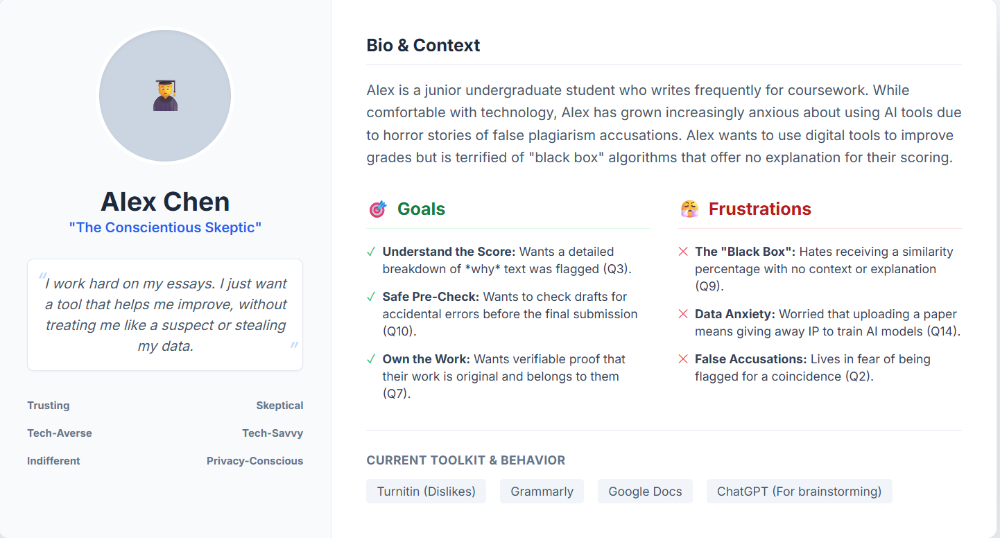 Alex Chen
"The Conscientious Skeptic"
"I work hard on my essays. I just want
a tool that helps me improve, without
treating me like a suspect or stealing
my data."
Trusting Skeptical
Tech-Averse Tech-Savvy
Indifferent Privacy-Conscious
Bio & Context
Alex is a junior undergraduate student who writes frequently for coursework. While
comfortable with technology, Alex has grown increasingly anxious about using AI tools due
to horror stories of false plagiarism accusations. Alex wants to use digital tools to improve
grades but is terrified of "black box" algorithms that offer no explanation for their scoring.
Goals
✓ Understand the Score: Wants a detailed
breakdown of *why* text was flagged (Q3).
✓ Safe Pre-Check: Wants to check drafts for
accidental errors before the final submission
(Q10).
✓ Own the Work: Wants verifiable proof that
their work is original and belongs to them
(Q7).
Frustrations
✕ The "Black Box": Hates receiving a similarity
percentage with no context or explanation
(Q9).
✕ Data Anxiety: Worried that uploading a paper
means giving away IP to train AI models (Q14).
✕ False Accusations: Lives in fear of being
flagged for a coincidence (Q2).
CURRENT TOOLKIT & BEHAVIOR
Turnitin (Dislikes) Grammarly Google Docs ChatGPT (For brainstorming)